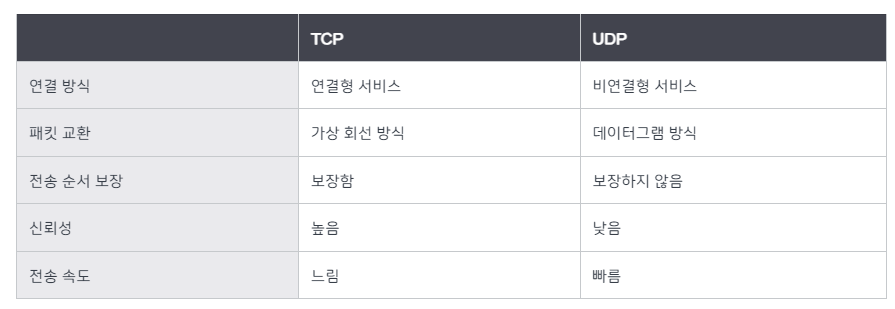 TCP UDP
연결 방식 연결형 서비스 비연결형 서비스
패킷 교환 가상 회선 방식 데이터그램 방식
전송 순서 보장 보장함 보장하지 않음
신뢰성 높음 낮음
전송 속도 느림 빠름